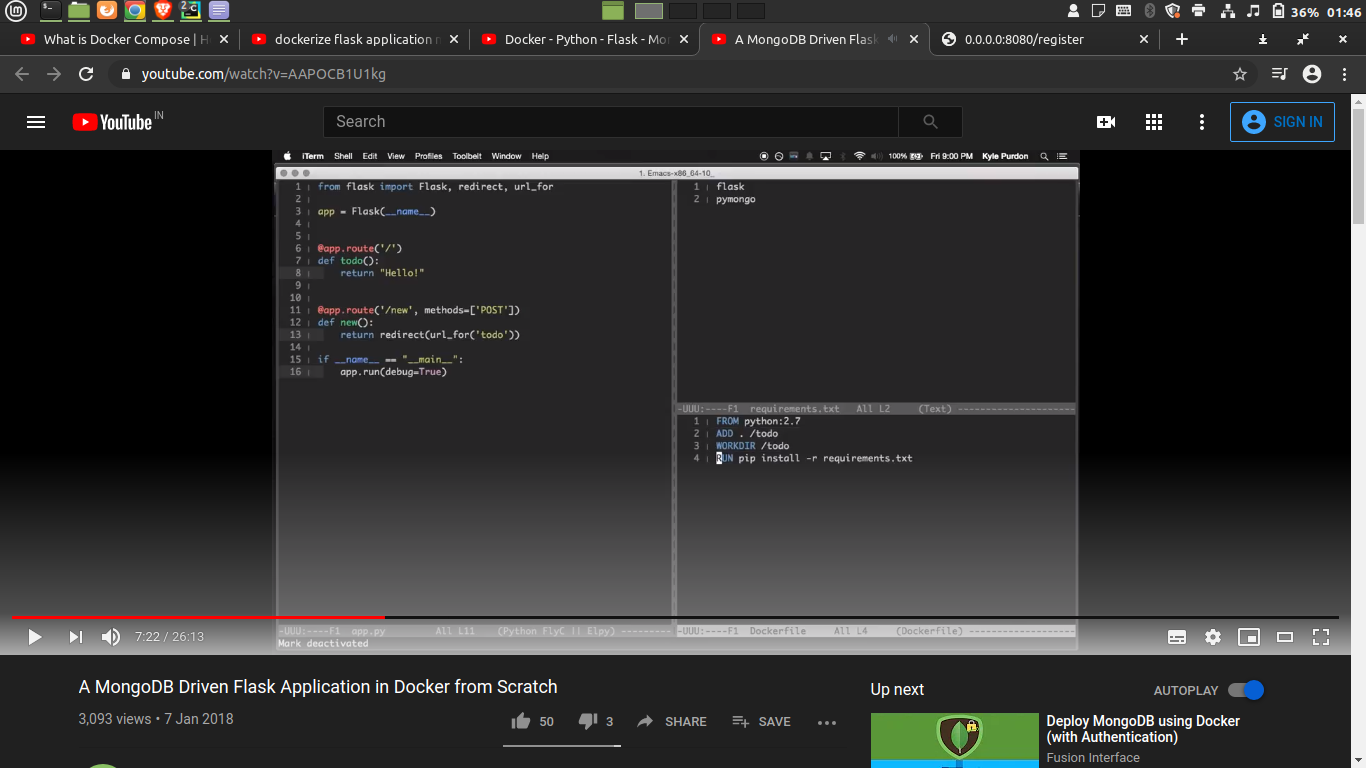 36% 01:46
What is Docker Compose | H
dockerize flask application
Docker - Python - Flask - Mo
A MongoDB Driven Flask
0.0.0.0:8080/register
youtube.com/watch?v=AAPOCB1U1kg
YouTube IN
Search
SIGN IN
iTerm Shell Edit View Profiles Toolbelt Window Help
100% Fri 9:00 PM Kyle Purdon
1. Emacs-x86_64-10_
1 from flask import Flask, redirect, url_for
2
3 app = Flask(__name__)
4
5
6 @app.route('/')
7 def todo():
8 return "Hello!"
9
10
11 @app.route('/new', methods=['POST'])
12 def new():
13 return redirect(url_for('todo'))
14
15 if __name__ == "__main__":
16 app.run(debug=True)
-UUU:----F1 app.py All L11 (Python FlyC !! Elpy) ---------
Mark deactivated
1 flask
2 pymongo
-UUU:----F1 requirements.txt All L2 (Text) ---------------------
1 FROM python:2.7
2 ADD . /todo
3 WORKDIR /todo
4 RUN pip install -r requirements.txt
-UUU:----F1 Dockerfile All L4 (Dockerfile) -------------------
7:22 / 26:13
A MongoDB Driven Flask Application in Docker from Scratch
3,093 views • 7 Jan 2018
50
3
SHARE
SAVE
Up next
AUTOPLAY
Deploy MongoDB using Docker
(with Authentication)
Fusion Interface